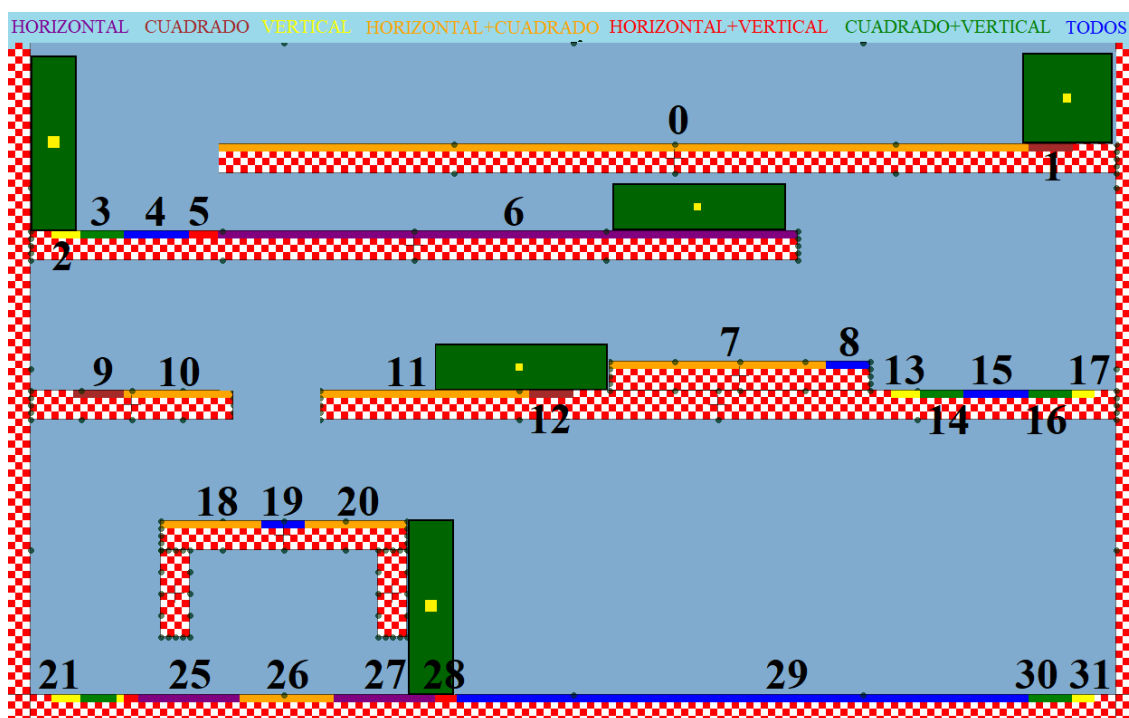 HORIZONTAL CUADRADO VERTICAL HORIZONTAL+CUADRADO HORIZONTAL+VERTICAL CUADRADO+VERTICAL TODOS
0
1
3 4 5 6
2
7 8
9 10 11 13 15 17
12 14 16
18 19 20
21 25 26 27 28 29 30 31